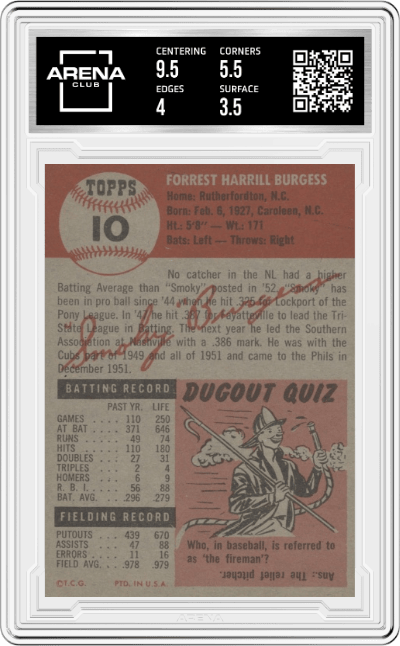 ARENA
CLUB
CENTERING
9.5
CORNERS
5.5
EDGES
4
SURFACE
3.5
TOPPS
10
FORREST HARRILL BURGESS
Home: Rutherfordton, N.C.
Born: Feb. 6, 1927, Caroleen, N.C.
Ht.: 5'8" — Wt.: 171
Bats: Left — Throws: Right
No catcher in the NL had a higher
Batting Average than "Smoky" posted in '52. "Smoky" has
been in pro ball since '44 when he hit .325 for Lockport of the
Pony League. In '47 he hit .387 for Fayetteville to lead the Tri-
State League in Batting. The next year he led the Southern
Association at Nashville with a .386 mark. He was with the
Cubs part of 1949 and all of 1951 and came to the Phils in
December 1951.
"Smoky" Burgess
BATTING RECORD
PAST YR. LIFE
GAMES .... 110 250
AT BAT .... 371 646
RUNS .... 49 74
HITS .... 110 180
DOUBLES ... 27 31
TRIPLES ... 2 4
HOMERS ... 6 9
R. B. I. .... 56 88
BAT. AVG. .. .296 .279
FIELDING RECORD
PUTOUTS .. 439 670
ASSISTS ... 47 88
ERRORS ... 11 16
FIELD AVG. . .978 .979
©T.C.G. PTD. IN U.S.A.
DUGOUT QUIZ
Who, in baseball, is referred to
as 'the fireman'?
Ans.: The relief pitcher.
ARENA